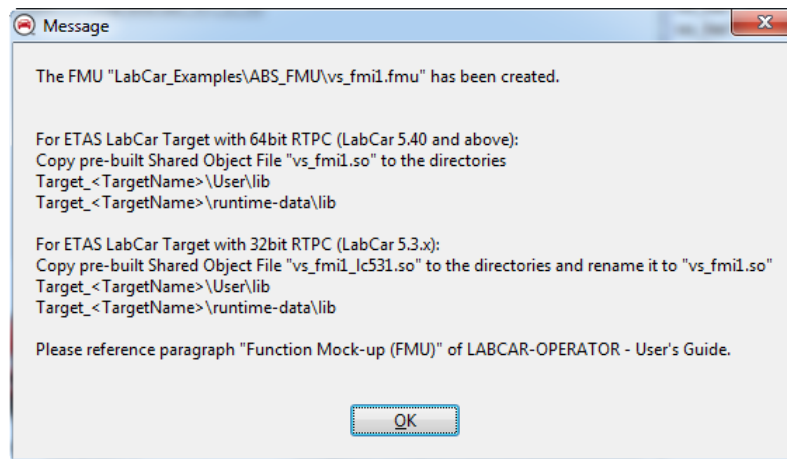 Message
The FMU "LabCar_Examples\ABS_FMU\vs_fmi1.fmu" has been created.
For ETAS LabCar Target with 64bit RTPC (LabCar 5.40 and above):
Copy pre-built Shared Object File "vs_fmi1.so" to the directories
Target_<TargetName>\User\lib
Target_<TargetName>\runtime-data\lib
For ETAS LabCar Target with 32bit RTPC (LabCar 5.3.x):
Copy pre-built Shared Object File "vs_fmi1_lc531.so" to the directories and rename it to "vs_fmi1.so"
Target_<TargetName>\User\lib
Target_<TargetName>\runtime-data\lib
Please reference paragraph "Function Mock-up (FMU)" of LABCAR-OPERATOR - User's Guide.
OK